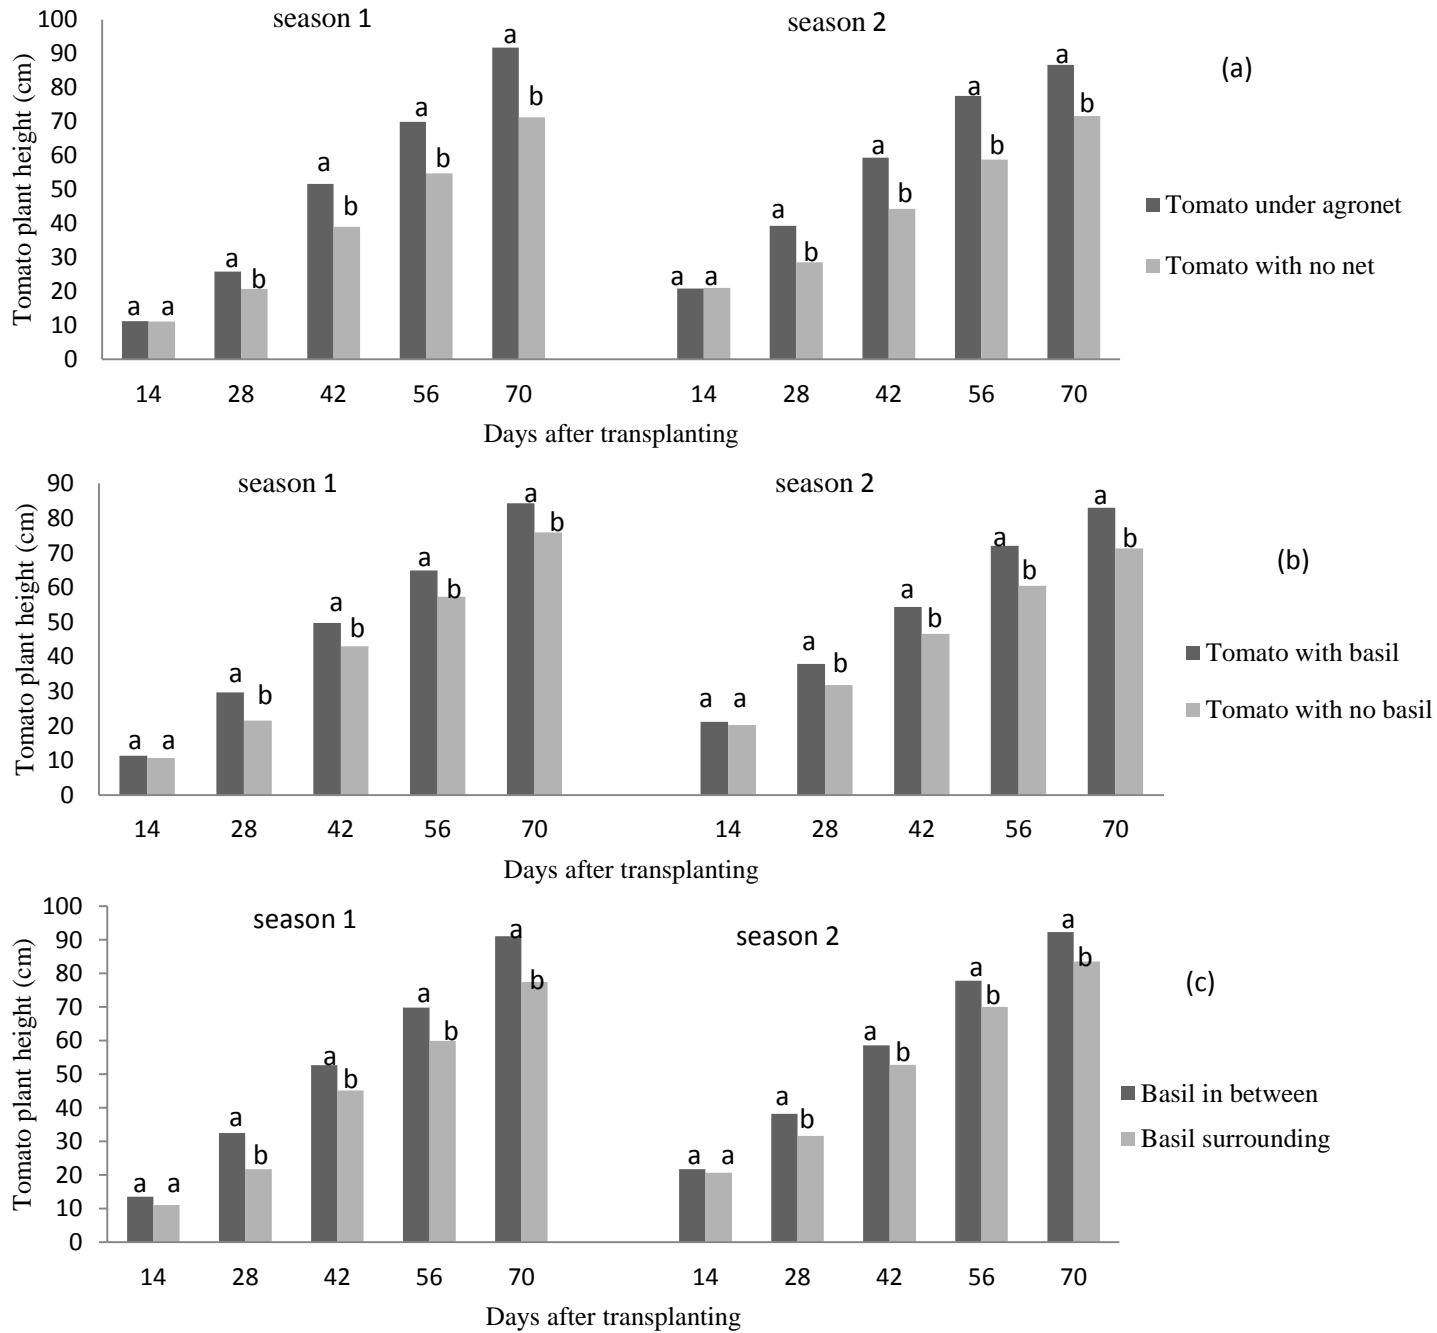 season 1
season 2
(a)
Tomato plant height (cm)
100
90
80
70
60
50
40
30
20
10
0
a a a b a b a b a b
a a a b a b a b a b
14 28 42 56 70 14 28 42 56 70
Days after transplanting
Tomato under agronet
Tomato with no net
season 1
season 2
(b)
Tomato plant height (cm)
90
80
70
60
50
40
30
20
10
0
a a a b a b a b a b
a a a b a b a b a b
14 28 42 56 70 14 28 42 56 70
Days after transplanting
Tomato with basil
Tomato with no basil
season 1
season 2
(c)
Tomato plant height (cm)
100
90
80
70
60
50
40
30
20
10
0
a a a b a b a b a b
a a a b a b a b a b
14 28 42 56 70 14 28 42 56 70
Days after transplanting
Basil in between
Basil surrounding